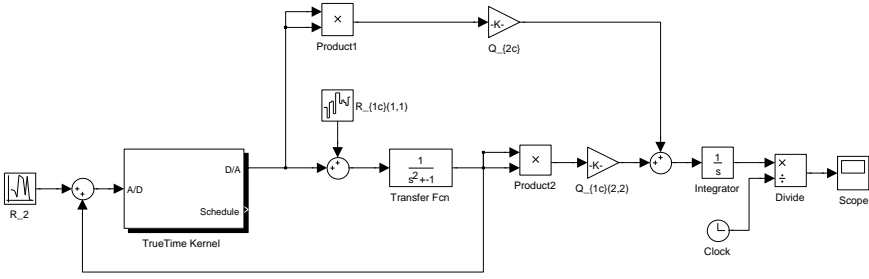 ×
Product1
-K-
Q_{2c}
R_{1c}(1,1)
+
+
1
s²+-1
Transfer Fcn
×
Product2
-K-
Q_{1c}(2,2)
+
+
1
s
Integrator
×
÷
Divide
Scope
Clock
R_2
+
+
A/D
D/A
Schedule
TrueTime Kernel